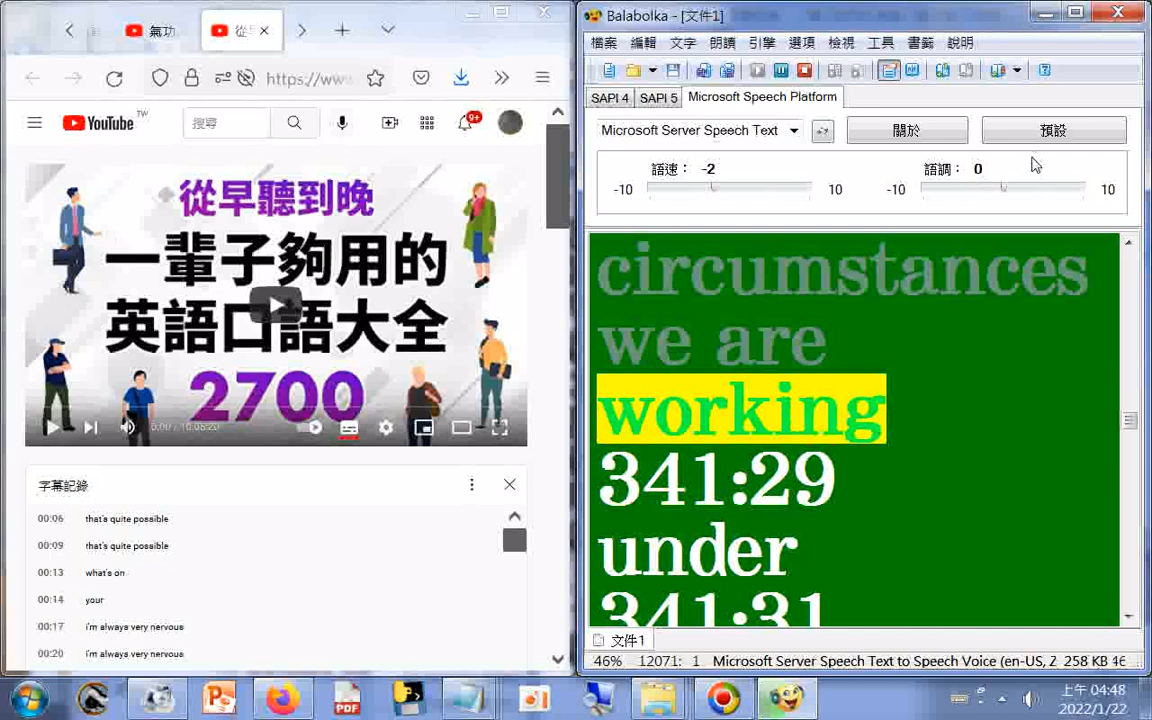 氣功
從
https://www
YouTube TW
搜尋
9+
從早聽到晚
一輩子夠用的
英語口語大全
2700
字幕記錄
00:06 that's quite possible
00:09 that's quite possible
00:13 what's on
00:14 your
00:17 i'm always very nervous
00:20 i'm always very nervous
Balabolka - [文件1]
檔案 編輯 文字 朗讀 引擎 選項 檢視 工具 書籤 說明
SAPI 4 SAPI 5 Microsoft Speech Platform
Microsoft Server Speech Text 關於 預設
語速： -2 語調： 0
-10 10 -10 10
circumstances
we are
working
341:29
under
341:31
文件1
46% 12071: 1 Microsoft Server Speech Text to Speech Voice (en-US, 2 258 KB 46
PDF
上午 04:48
2022/1/22